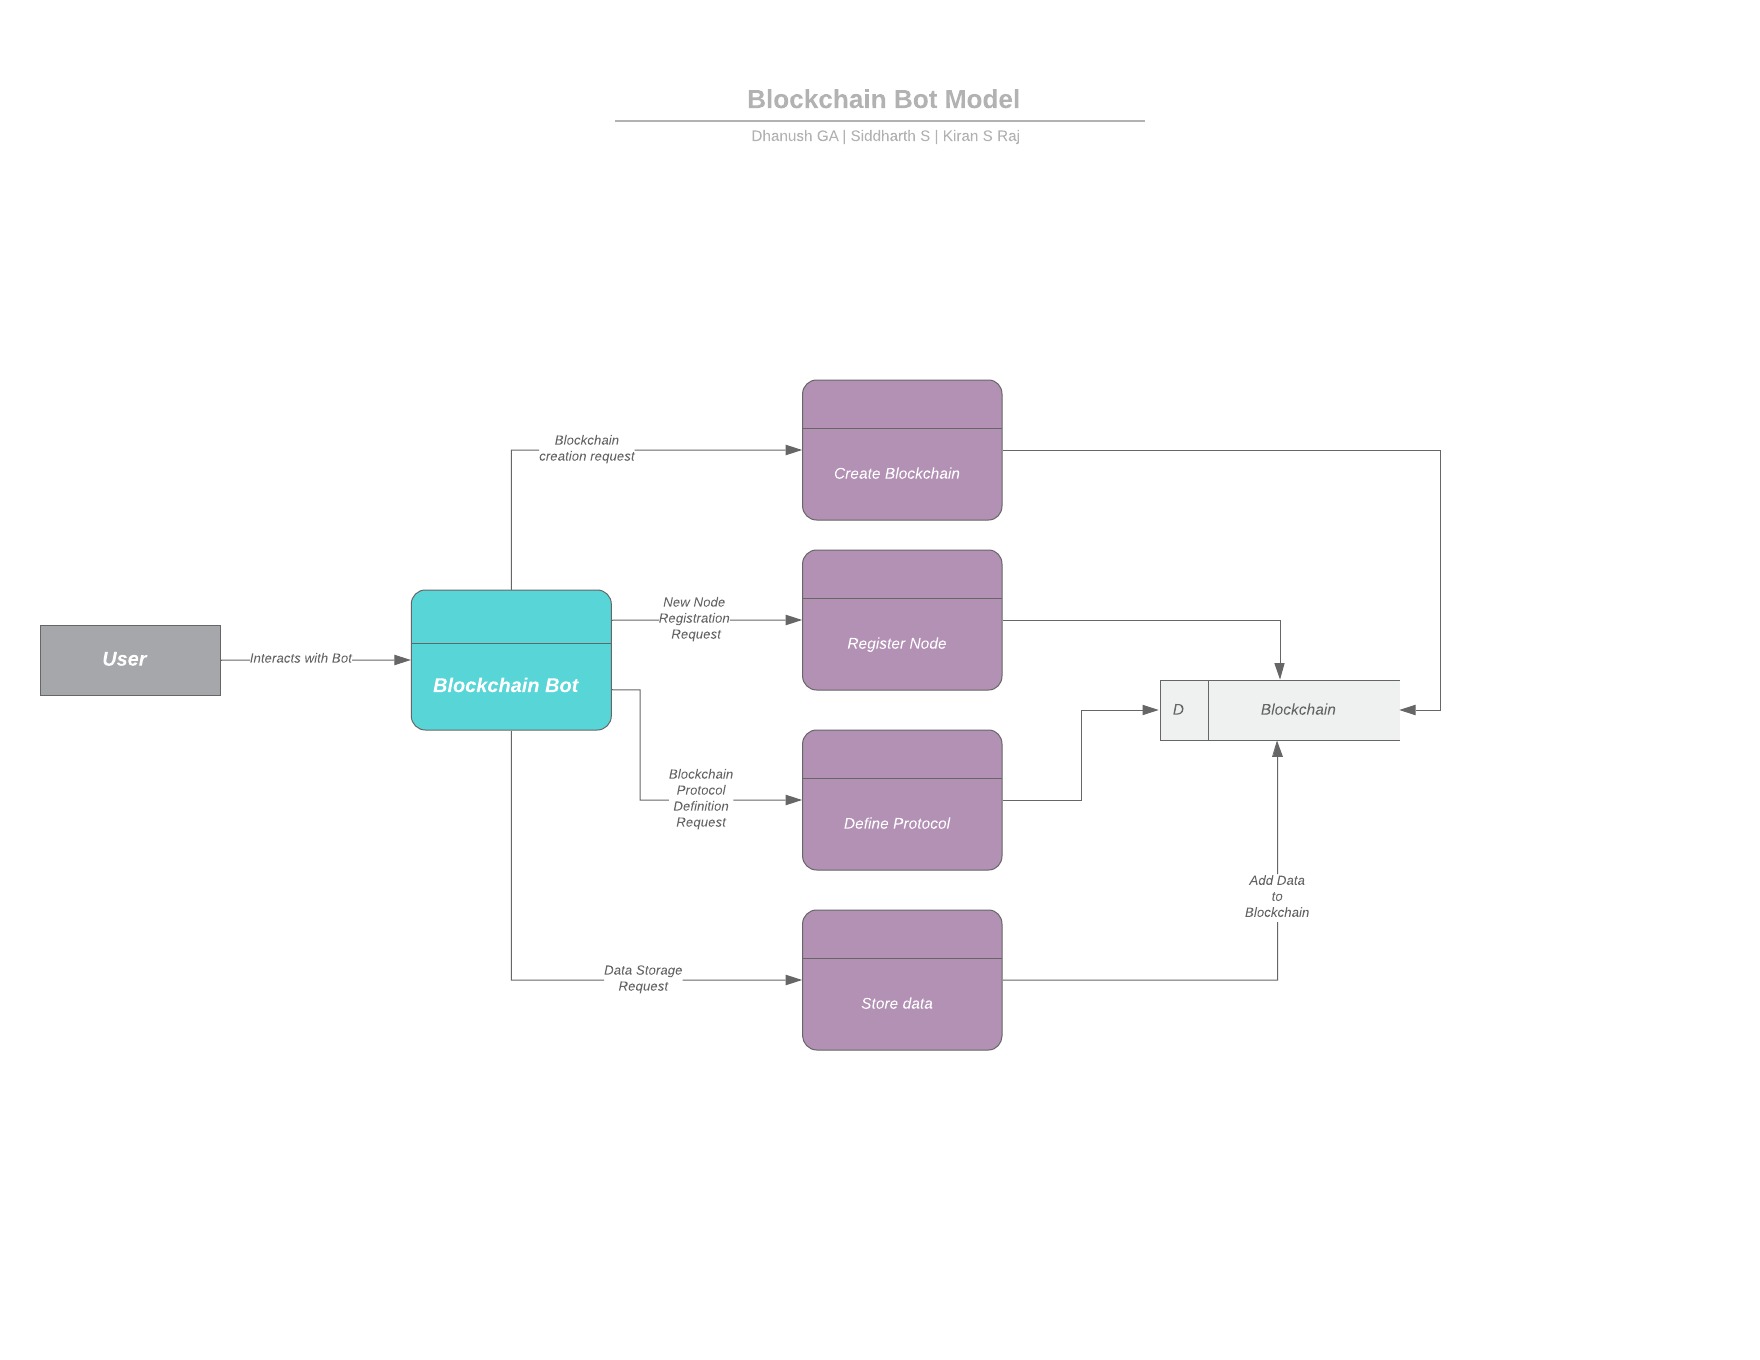 Blockchain Bot Model
Dhanush GA | Siddharth S | Kiran S Raj
Blockchain
creation request
Create Blockchain
New Node
Registration
Request
Register Node
User
Interacts with Bot
Blockchain Bot
D
Blockchain
Blockchain
Protocol
Definition
Request
Define Protocol
Add Data
to
Blockchain
Data Storage
Request
Store data